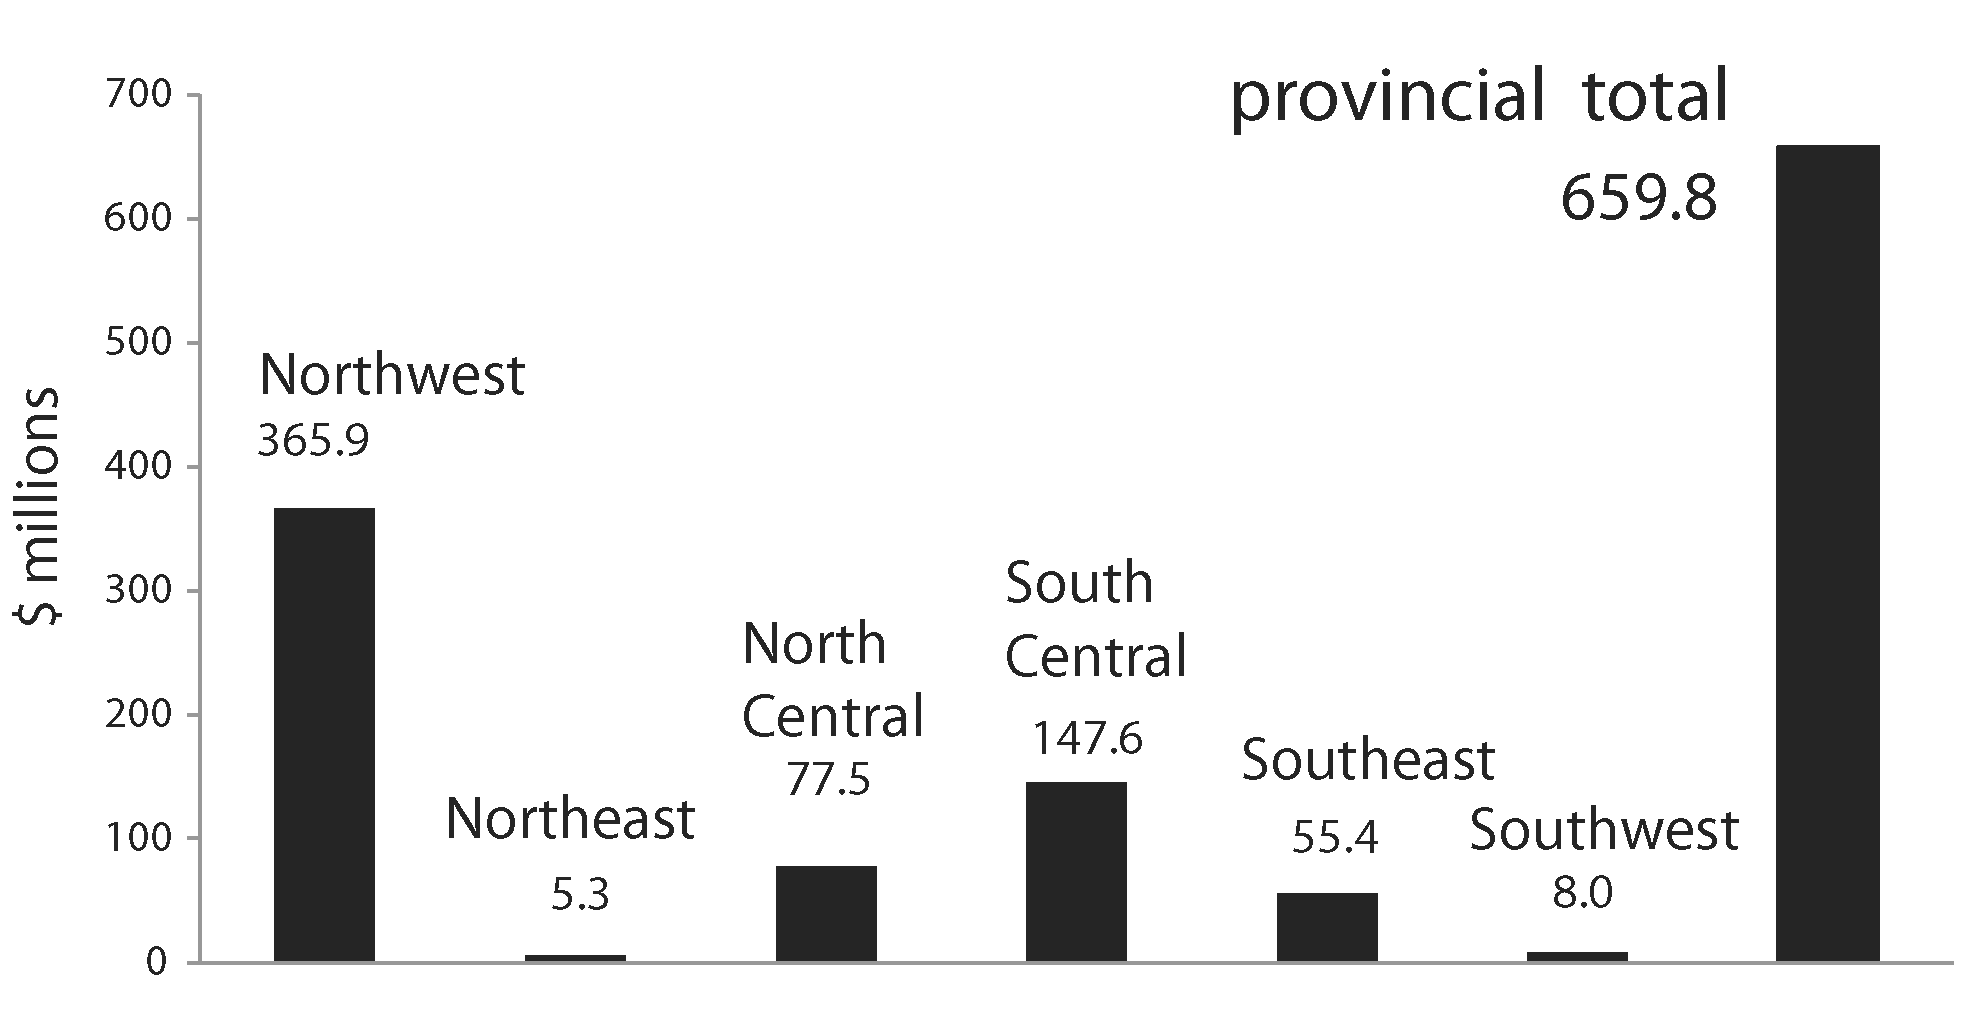 provincial total
659.8
700
600
500
400
300
200
100
0
$ millions
Northwest
365.9
Northeast
5.3
North
Central
77.5
South
Central
147.6
Southeast
55.4
Southwest
8.0